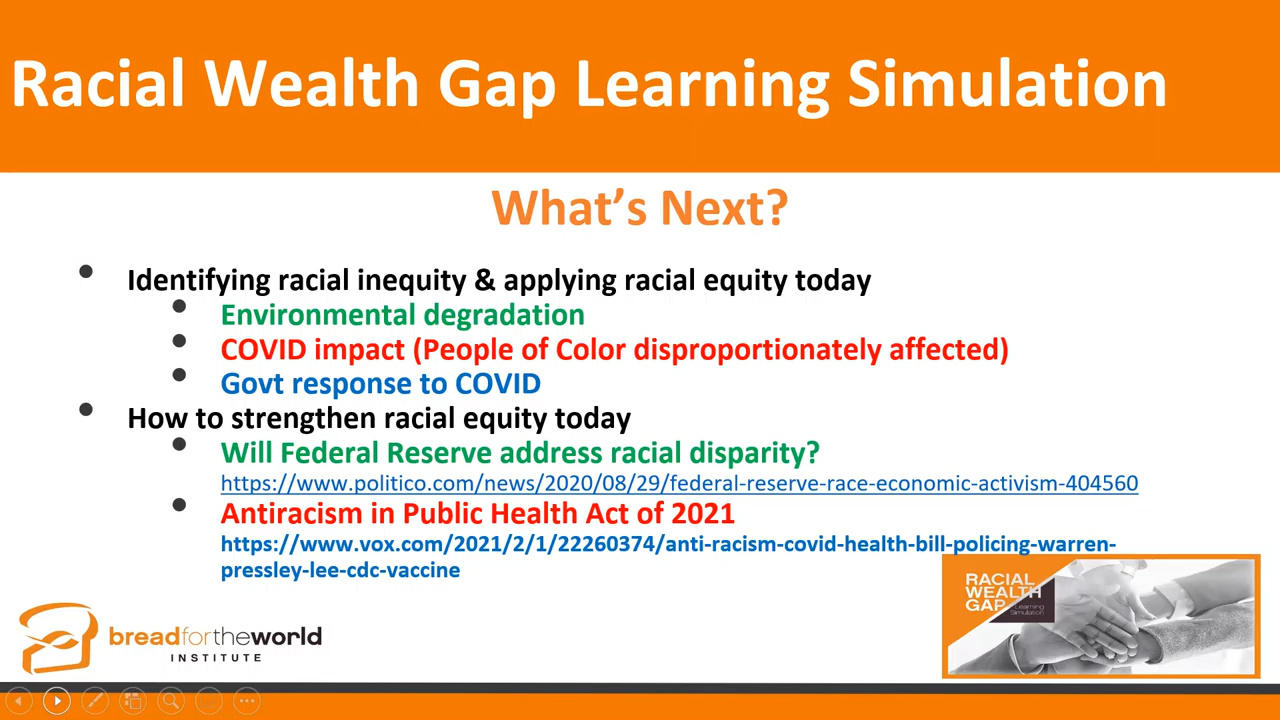 Racial Wealth Gap Learning Simulation
What's Next?
Identifying racial inequity & applying racial equity today
Environmental degradation
COVID impact (People of Color disproportionately affected)
Govt response to COVID
How to strengthen racial equity today
Will Federal Reserve address racial disparity?
https://www.politico.com/news/2020/08/29/federal-reserve-race-economic-activism-404560
Antiracism in Public Health Act of 2021
https://www.vox.com/2021/2/1/22260374/anti-racism-covid-health-bill-policing-warren-
pressley-lee-cdc-vaccine
RACIAL
WEALTH
GAP
Learning
Simulation
breadfortheworld
INSTITUTE